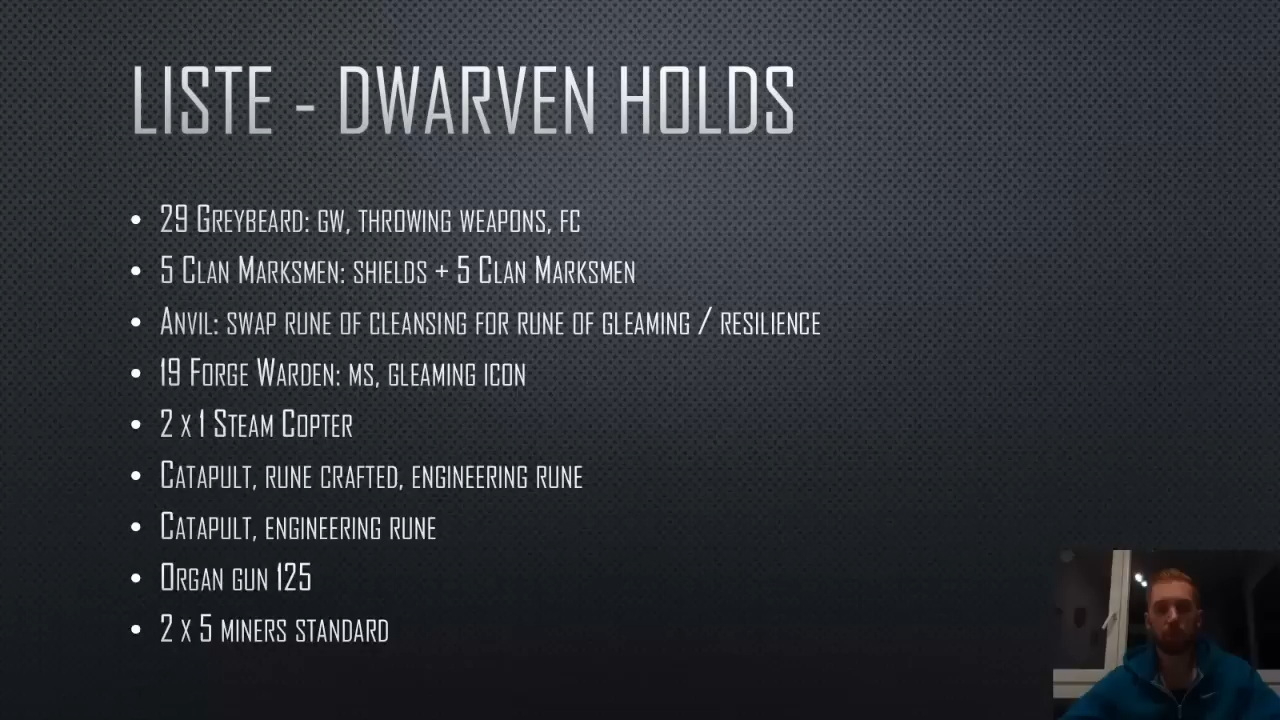 LISTE - DWARVEN HOLDS
• 29 GREYBEARD: GW, THROWING WEAPONS, FC
• 5 CLAN MARKSMEN: SHIELDS + 5 CLAN MARKSMEN
• ANVIL: SWAP RUNE OF CLEANSING FOR RUNE OF GLEAMING / RESILIENCE
• 19 FORGE WARDEN: MS, GLEAMING ICON
• 2 X 1 STEAM COPTER
• CATAPULT, RUNE CRAFTED, ENGINEERING RUNE
• CATAPULT, ENGINEERING RUNE
• ORGAN GUN 125
• 2 X 5 MINERS STANDARD